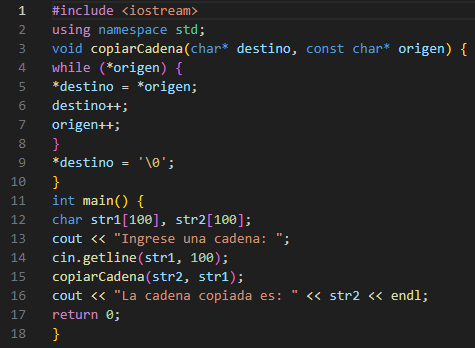 1 #include <iostream>
2 using namespace std;
3 void copiarCadena(char* destino, const char* origen) {
4 while (*origen) {
5 *destino = *origen;
6 destino++;
7 origen++;
8 }
9 *destino = '\0';
10 }
11 int main() {
12 char str1[100], str2[100];
13 cout << "Ingrese una cadena: ";
14 cin.getline(str1, 100);
15 copiarCadena(str2, str1);
16 cout << "La cadena copiada es: " << str2 << endl;
17 return 0;
18 }